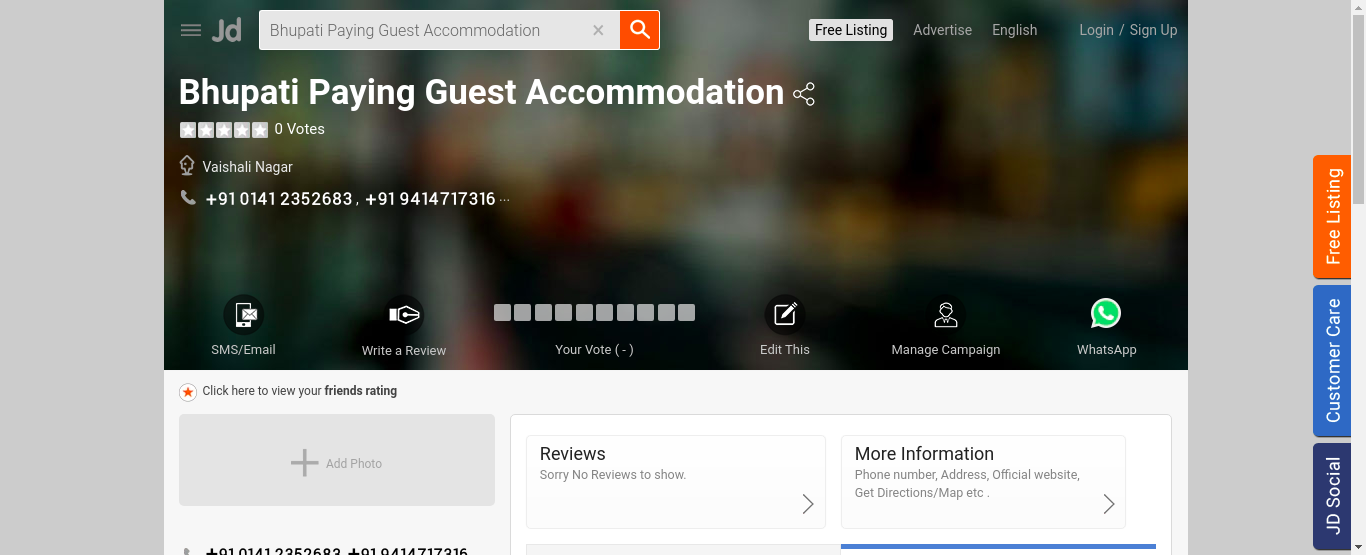 Jd Bhupati Paying Guest Accommodation × Free Listing Advertise English Login / Sign Up
Bhupati Paying Guest Accommodation
0 Votes
Vaishali Nagar
+91 0141 2352683 , +91 9414717316 ...
SMS/Email Write a Review Your Vote ( - ) Edit This Manage Campaign WhatsApp
Click here to view your friends rating
Add Photo
Reviews
Sorry No Reviews to show.
More Information
Phone number, Address, Official website,
Get Directions/Map etc .
+91 0141 2352683, +91 9414717316
Free Listing
Customer Care
JD Social